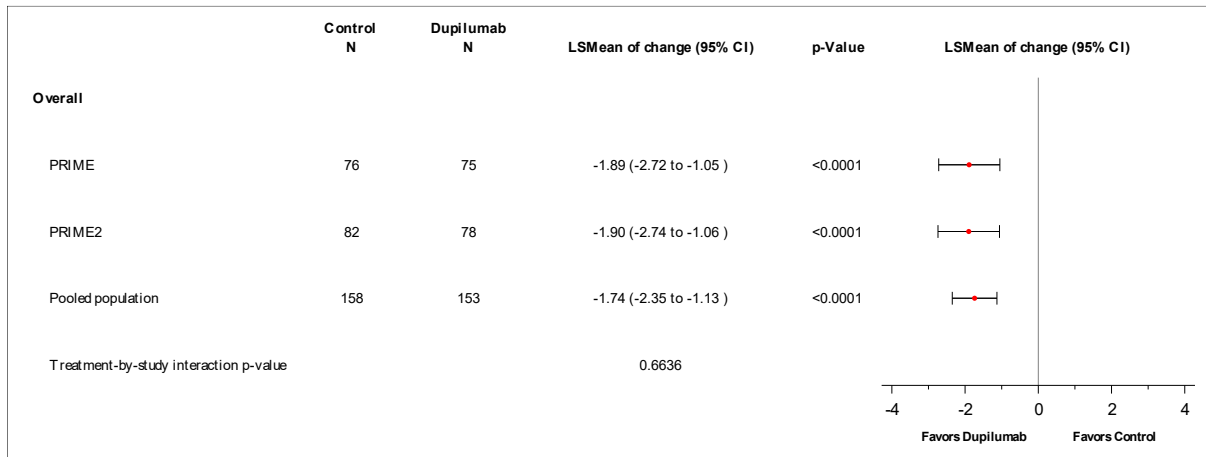 Control Dupilumab
N N LSMean of change (95% CI) p-Value LSMean of change (95% CI)
Overall
PRIME 76 75 -1.89 (-2.72 to -1.05 ) <0.0001
PRIME2 82 78 -1.90 (-2.74 to -1.06 ) <0.0001
Pooled population 158 153 -1.74 (-2.35 to -1.13 ) <0.0001
Treatment-by-study interaction p-value 0.6636
-4 -2 0 2 4
Favors Dupilumab Favors Control